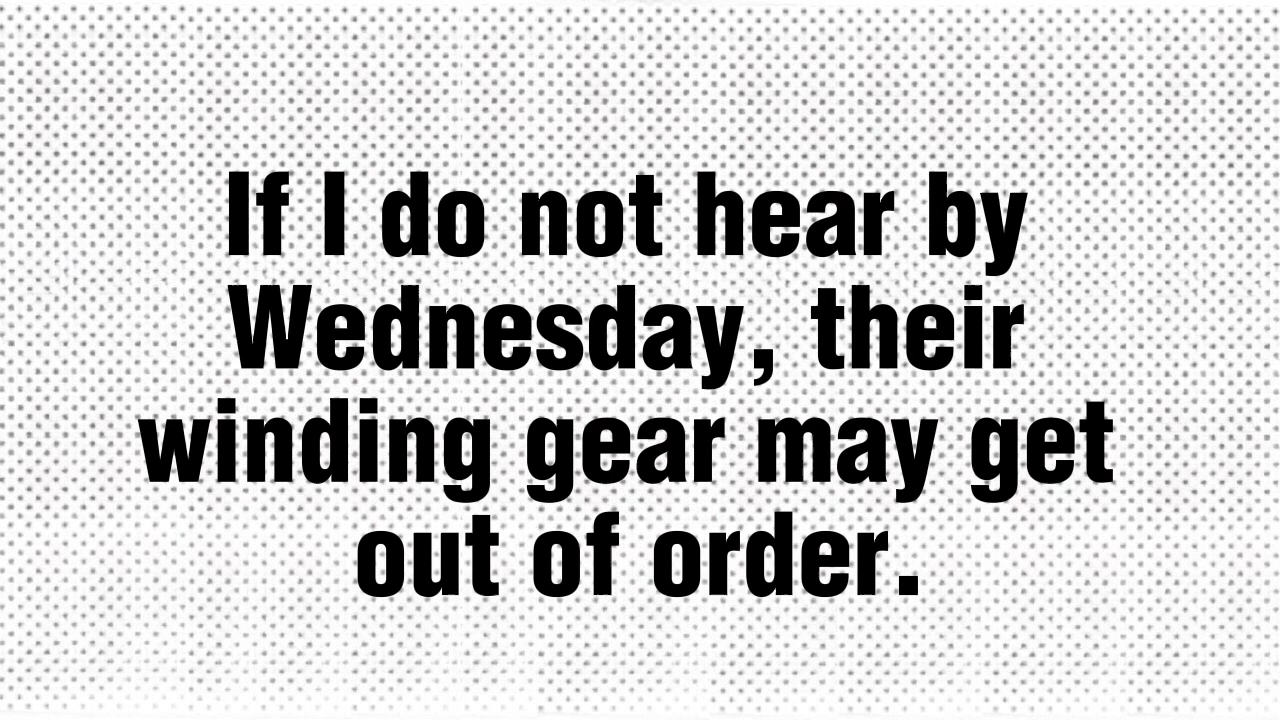 If I do not hear by
Wednesday, their
winding gear may get
out of order.